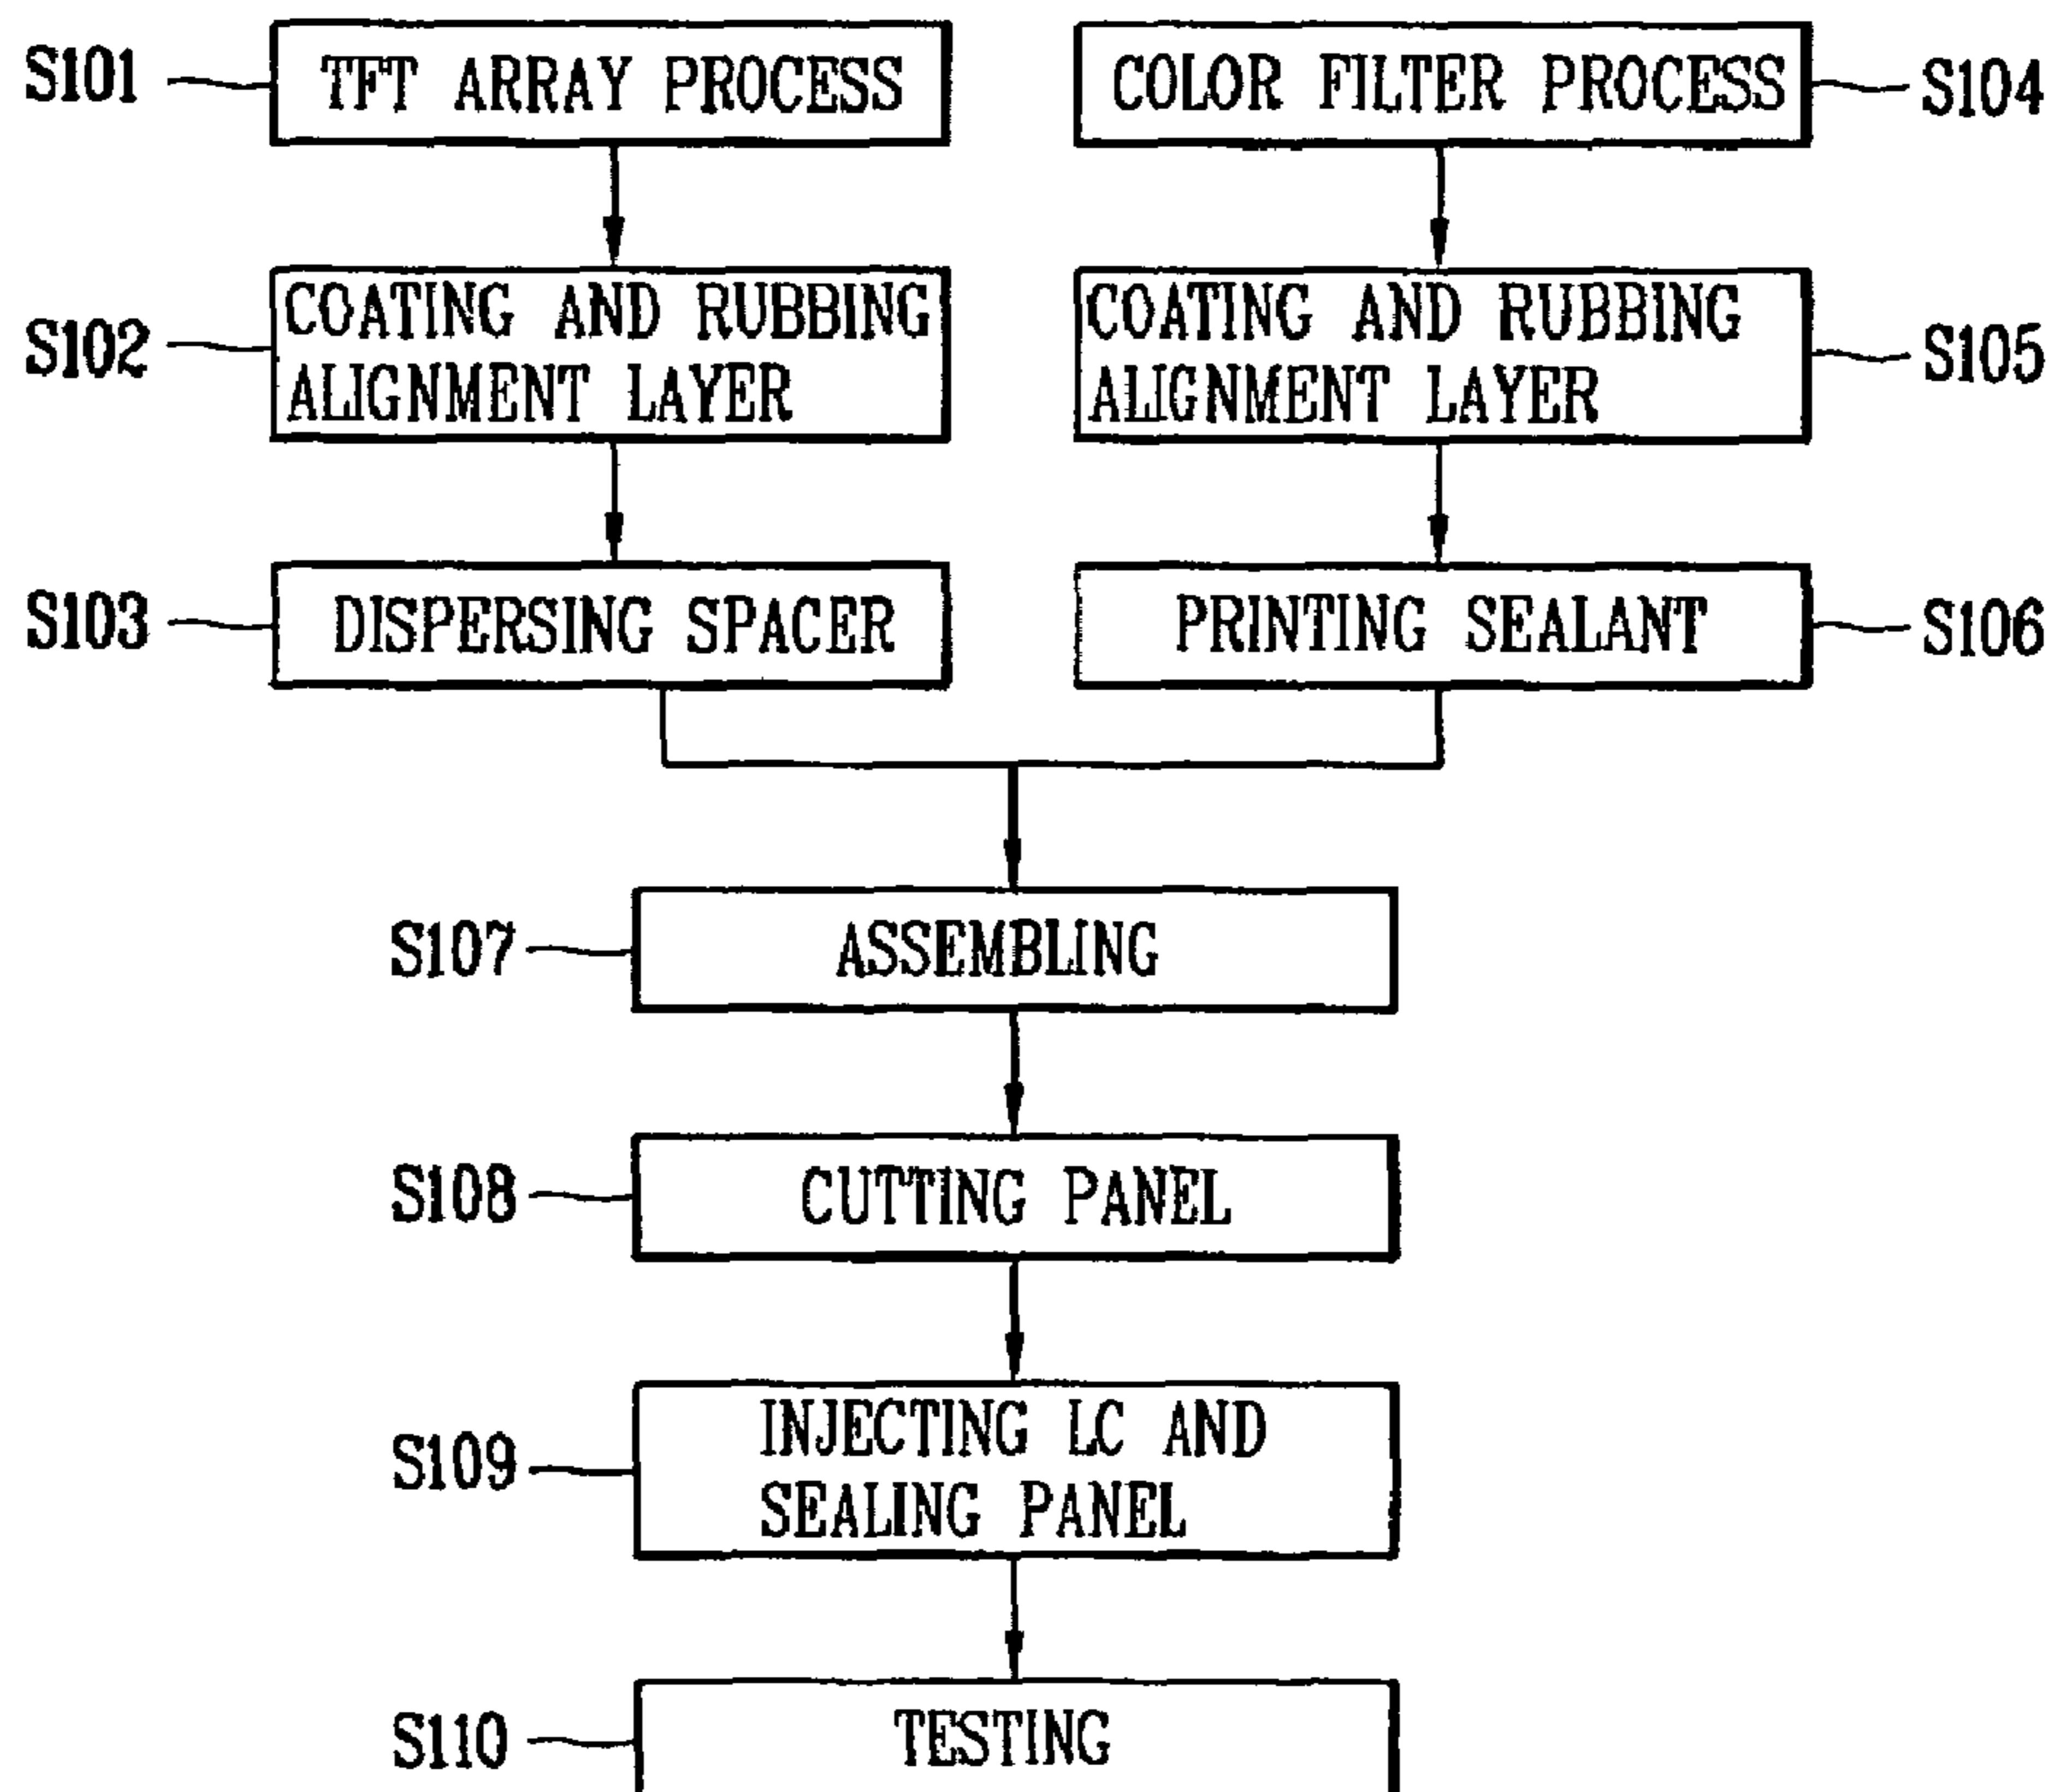 S101
TFT ARRAY PROCESS
COLOR FILTER PROCESS
S104
S102
COATING AND RUBBING
ALIGNMENT LAYER
COATING AND RUBBING
ALIGNMENT LAYER
S105
S103
DISPERSING SPACER
PRINTING SEALANT
S106
S107
ASSEMBLING
S108
CUTTING PANEL
S109
INJECTING LC AND
SEALING PANEL
S110
TESTING